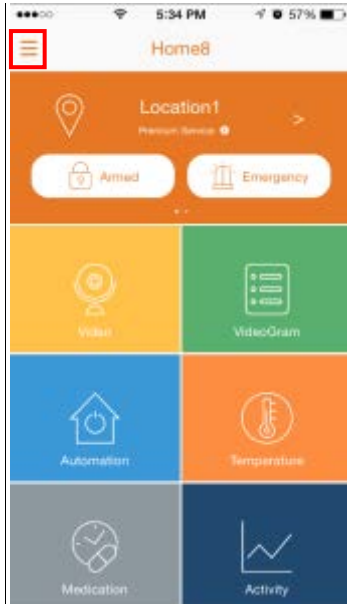 5:34 PM 57%
Home8
Location1
Premium Service
>
Armed Emergency
Video VideoGram
Automation Temperature
Medication Activity